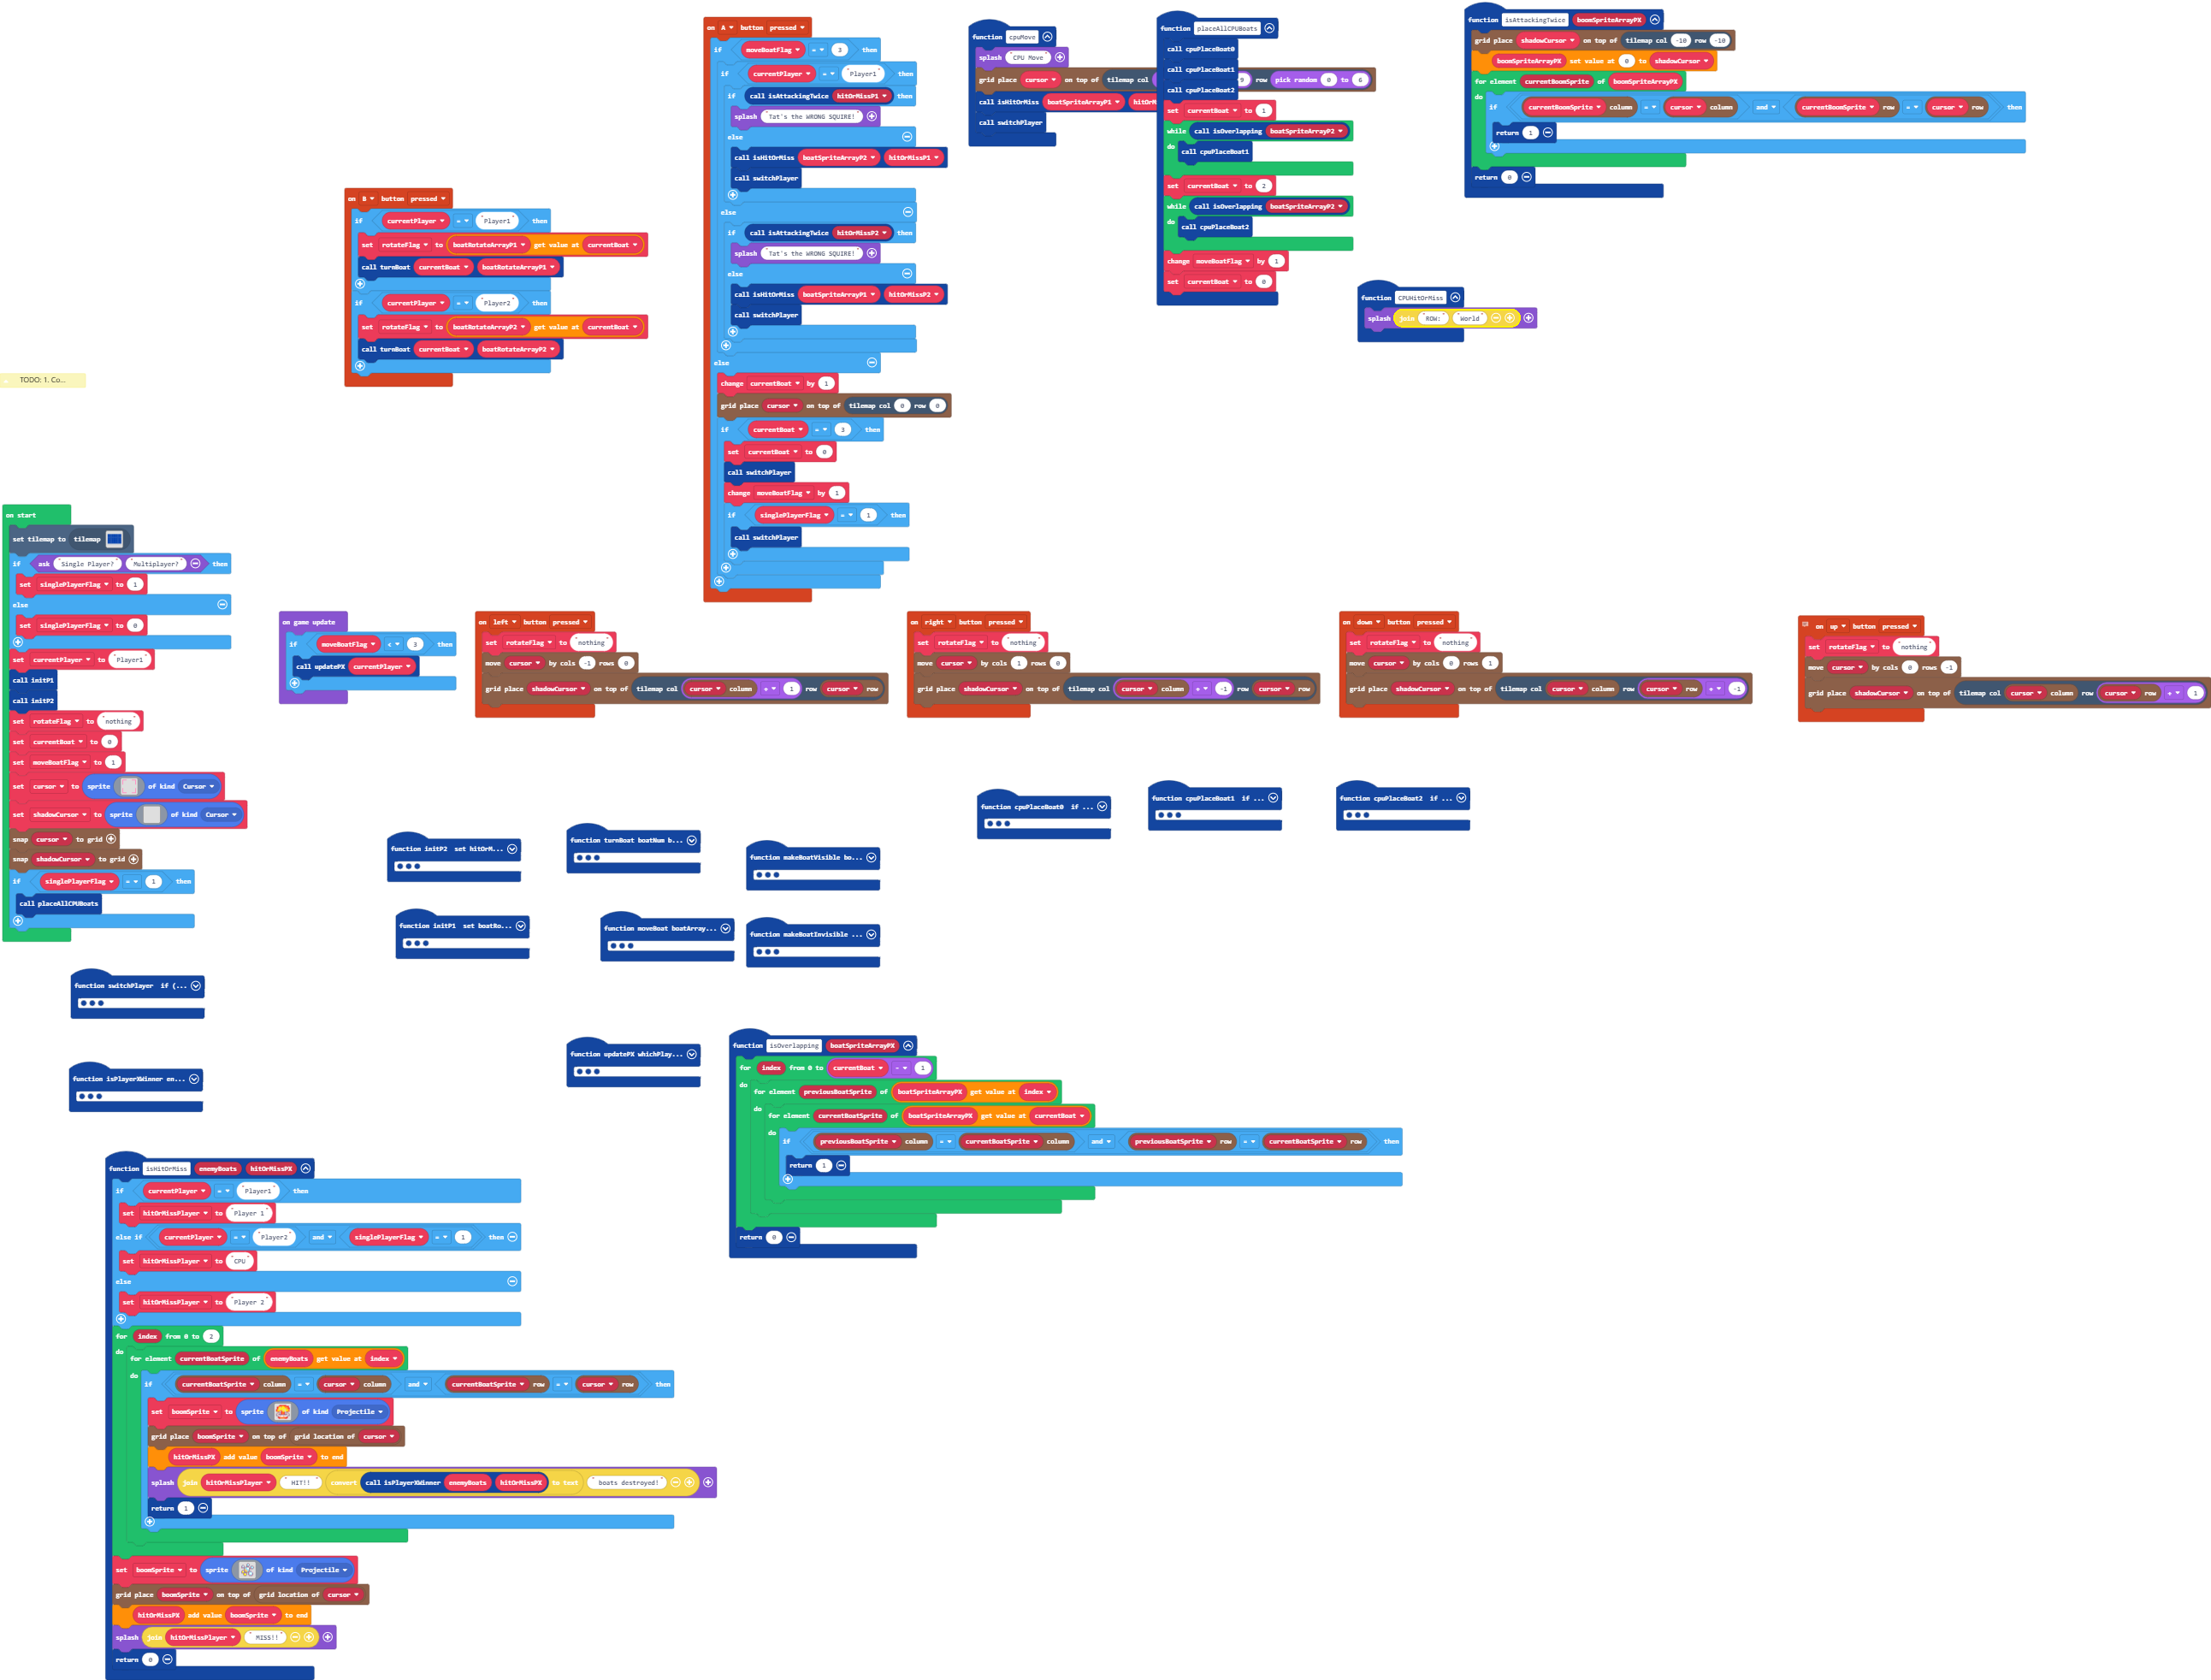 on A button pressed
if moveBoatFlag = 3 then
if currentPlayer = "Player1" then
if call isAttackingTwice hitOrMissP1 then
splash "Tat's the WRONG SQUIRE!"
else
call isHitOrMiss boatSpriteArrayP2 hitOrMissP1
call switchPlayer
else
if call isAttackingTwice hitOrMissP2 then
splash "Tat's the WRONG SQUIRE!"
else
call isHitOrMiss boatSpriteArrayP1 hitOrMissP2
call switchPlayer
else
change currentBoat by 1
grid place cursor on top of tilemap col 0 row 0
if currentBoat = 3 then
set currentBoat to 0
call switchPlayer
change moveBoatFlag by 1
if singlePlayerFlag = 1 then
call switchPlayer
function cpuMove
splash "CPU Move"
grid place cursor on top of tilemap col 9 row pick random 0 to 6
call isHitOrMiss boatSpriteArrayP1
call switchPlayer
function placeAllCPUBoats
call cpuPlaceBoat0
call cpuPlaceBoat1
call cpuPlaceBoat2
set currentBoat to 1
while call isOverlapping boatSpriteArrayP2
do call cpuPlaceBoat1
set currentBoat to 2
while call isOverlapping boatSpriteArrayP2
do call cpuPlaceBoat2
change moveBoatFlag by 1
set currentBoat to 0
function isAttackingTwice boomSpriteArrayPX
grid place shadowCursor on top of tilemap col -10 row -10
boomSpriteArrayPX set value at 0 to shadowCursor
for element currentBoomSprite of boomSpriteArrayPX
do if currentBoomSprite column = cursor column and currentBoomSprite row = cursor row then
return 1
return 0
on B button pressed
if currentPlayer = "Player1" then
set rotateFlag to boatRotateArrayP1 get value at currentBoat
call turnBoat currentBoat boatRotateArrayP1
if currentPlayer = "Player2" then
set rotateFlag to boatRotateArrayP2 get value at currentBoat
call turnBoat currentBoat boatRotateArrayP2
function CPUHitOrMiss
splash join "ROW:" "World"
TODO: 1. Co...
on start
set tilemap to tilemap
if ask "Single Player?" "Multiplayer?" then
set singlePlayerFlag to 1
else
set singlePlayerFlag to 0
set currentPlayer to "Player1"
call initP1
call initP2
set rotateFlag to "nothing"
set currentBoat to 0
set moveBoatFlag to 1
set cursor to sprite of kind Cursor
set shadowCursor to sprite of kind Cursor
snap cursor to grid
snap shadowCursor to grid
if singlePlayerFlag = 1 then
call placeAllCPUBoats
on game update
if moveBoatFlag < 3 then
call updatePX currentPlayer
on left button pressed
set rotateFlag to "nothing"
move cursor by cols -1 rows 0
grid place shadowCursor on top of tilemap col cursor column + 1 row cursor row
on right button pressed
set rotateFlag to "nothing"
move cursor by cols 1 rows 0
grid place shadowCursor on top of tilemap col cursor column + -1 row cursor row
on down button pressed
set rotateFlag to "nothing"
move cursor by cols 0 rows 1
grid place shadowCursor on top of tilemap col cursor column row cursor row + -1
on up button pressed
set rotateFlag to "nothing"
move cursor by cols 0 rows -1
grid place shadowCursor on top of tilemap col cursor column row cursor row + 1
function initP2 set hitOrM...
function turnBoat boatNum b...
function makeBoatVisible bo...
function cpuPlaceBoat0 if ...
function cpuPlaceBoat1 if ...
function cpuPlaceBoat2 if ...
function initP1 set boatRo...
function moveBoat boatArray...
function makeBoatInvisible ...
function switchPlayer if (...
function updatePX whichPlay...
function isPlayerXWinner en...
function isOverlapping boatSpriteArrayPX
for index from 0 to currentBoat - 1
do for element previousBoatSprite of boatSpriteArrayPX get value at index
do for element currentBoatSprite of boatSpriteArrayPX get value at currentBoat
do if previousBoatSprite column = currentBoatSprite column and previousBoatSprite row = currentBoatSprite row then
return 1
return 0
function isHitOrMiss enemyBoats hitOrMissPX
if currentPlayer = "Player1" then
set hitOrMissPlayer to "Player 1"
else if currentPlayer = "Player2" and singlePlayerFlag = 1 then
set hitOrMissPlayer to "CPU"
else
set hitOrMissPlayer to "Player 2"
for index from 0 to 2
do for element currentBoatSprite of enemyBoats get value at index
do if currentBoatSprite column = cursor column and currentBoatSprite row = cursor row then
set boomSprite to sprite of kind Projectile
grid place boomSprite on top of grid location of cursor
hitOrMissPX add value boomSprite to end
splash join hitOrMissPlayer " HIT!! " convert call isPlayerXWinner enemyBoats hitOrMissPX to text " boats destroyed!"
return 1
set boomSprite to sprite of kind Projectile
grid place boomSprite on top of grid location of cursor
hitOrMissPX add value boomSprite to end
splash join hitOrMissPlayer " MISS!!"
return 0